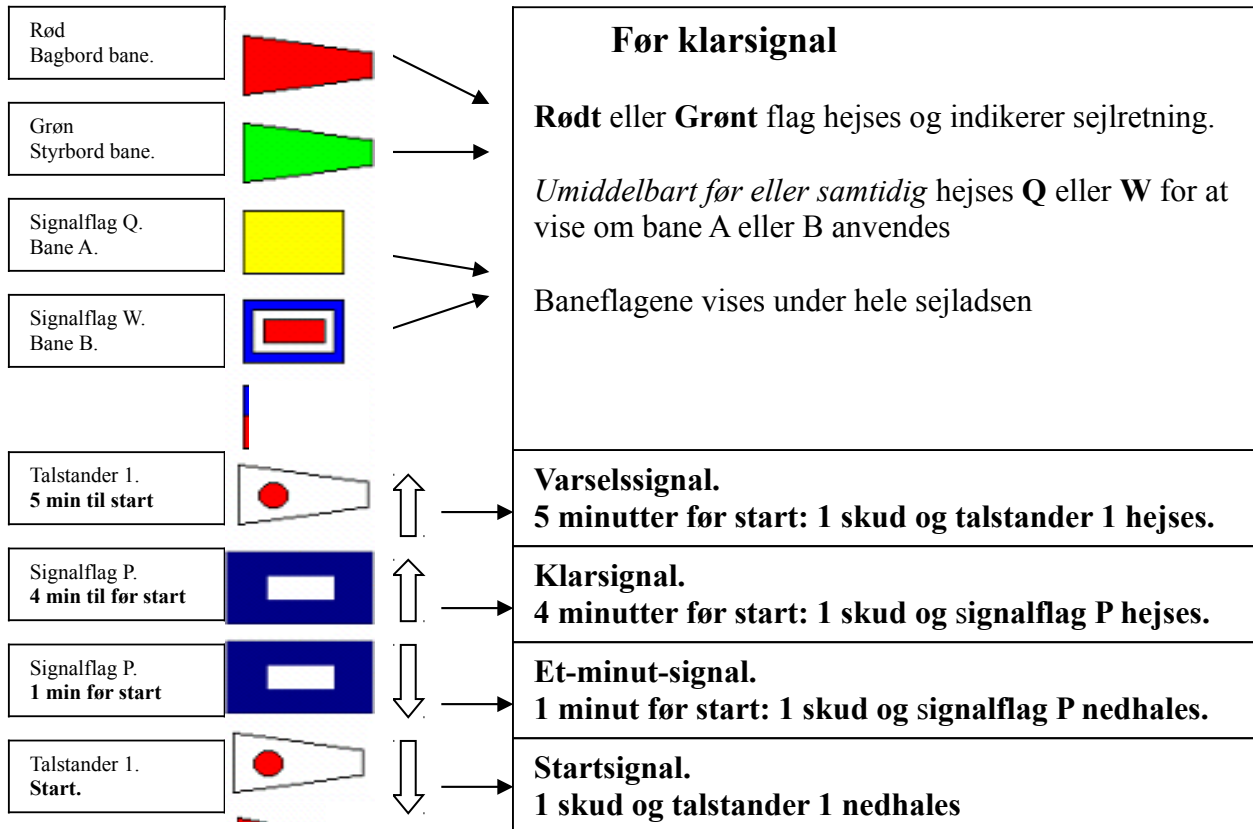 Rød
Bagbord bane.
Grøn
Styrbord bane.
Signalflag Q.
Bane A.
Signalflag W.
Bane B.
Før klarsignal
Rødt eller Grønt flag hejses og indikerer sejlretning.
Umiddelbart før eller samtidig hejses Q eller W for at
vise om bane A eller B anvendes
Baneflagene vises under hele sejladsen
Talstander 1.
5 min til start
Varselssignal.
5 minutter før start: 1 skud og talstander 1 hejses.
Signalflag P.
4 min til før start
Klarsignal.
4 minutter før start: 1 skud og signalflag P hejses.
Signalflag P.
1 min før start
Et-minut-signal.
1 minut før start: 1 skud og signalflag P nedhales.
Talstander 1.
Start.
Startsignal.
1 skud og talstander 1 nedhales